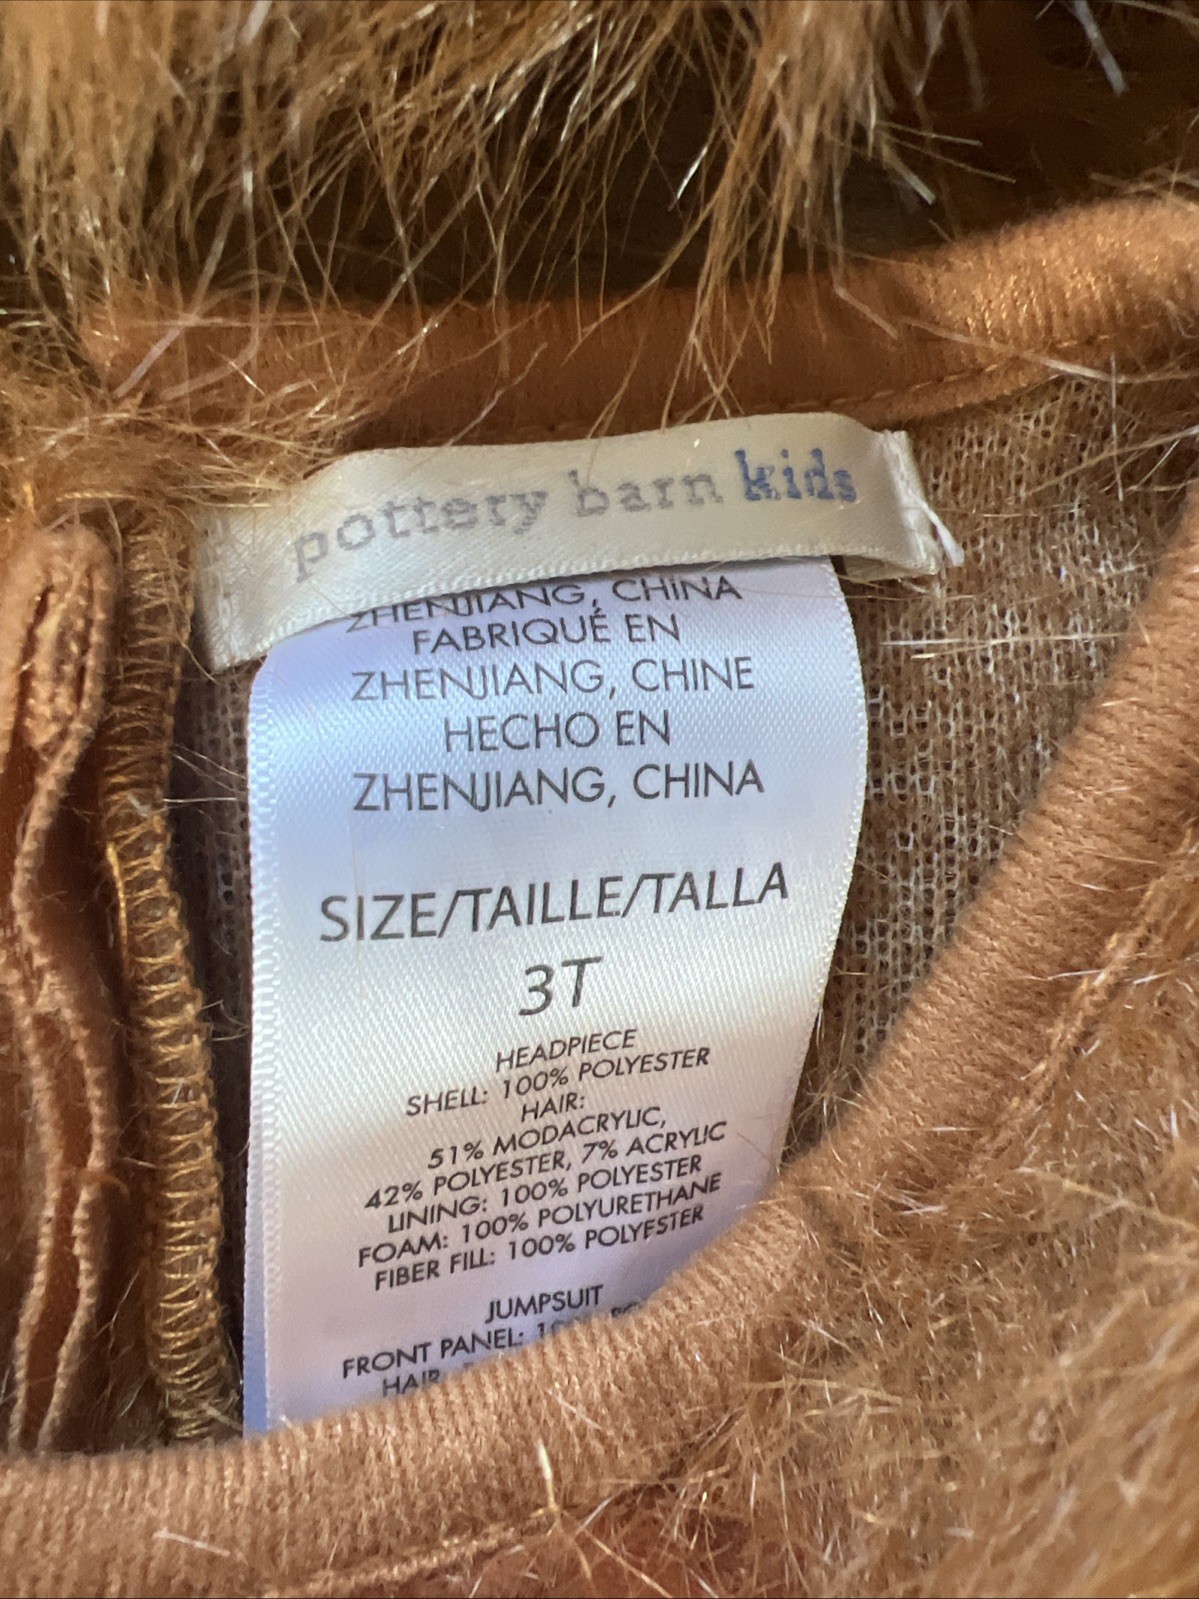 pottery barn kids
ZHENJIANG, CHINA
FABRIQUÉ EN
ZHENJIANG, CHINE
HECHO EN
ZHENJIANG, CHINA
SIZE/TAILLE/TALLA
3T
HEADPIECE
SHELL: 100% POLYESTER
HAIR:
51% MODACRYLIC,
42% POLYESTER, 7% ACRYLIC
LINING: 100% POLYESTER
FOAM: 100% POLYURETHANE
FIBER FILL: 100% POLYESTER
JUMPSUIT
FRONT PANEL:
HAIR